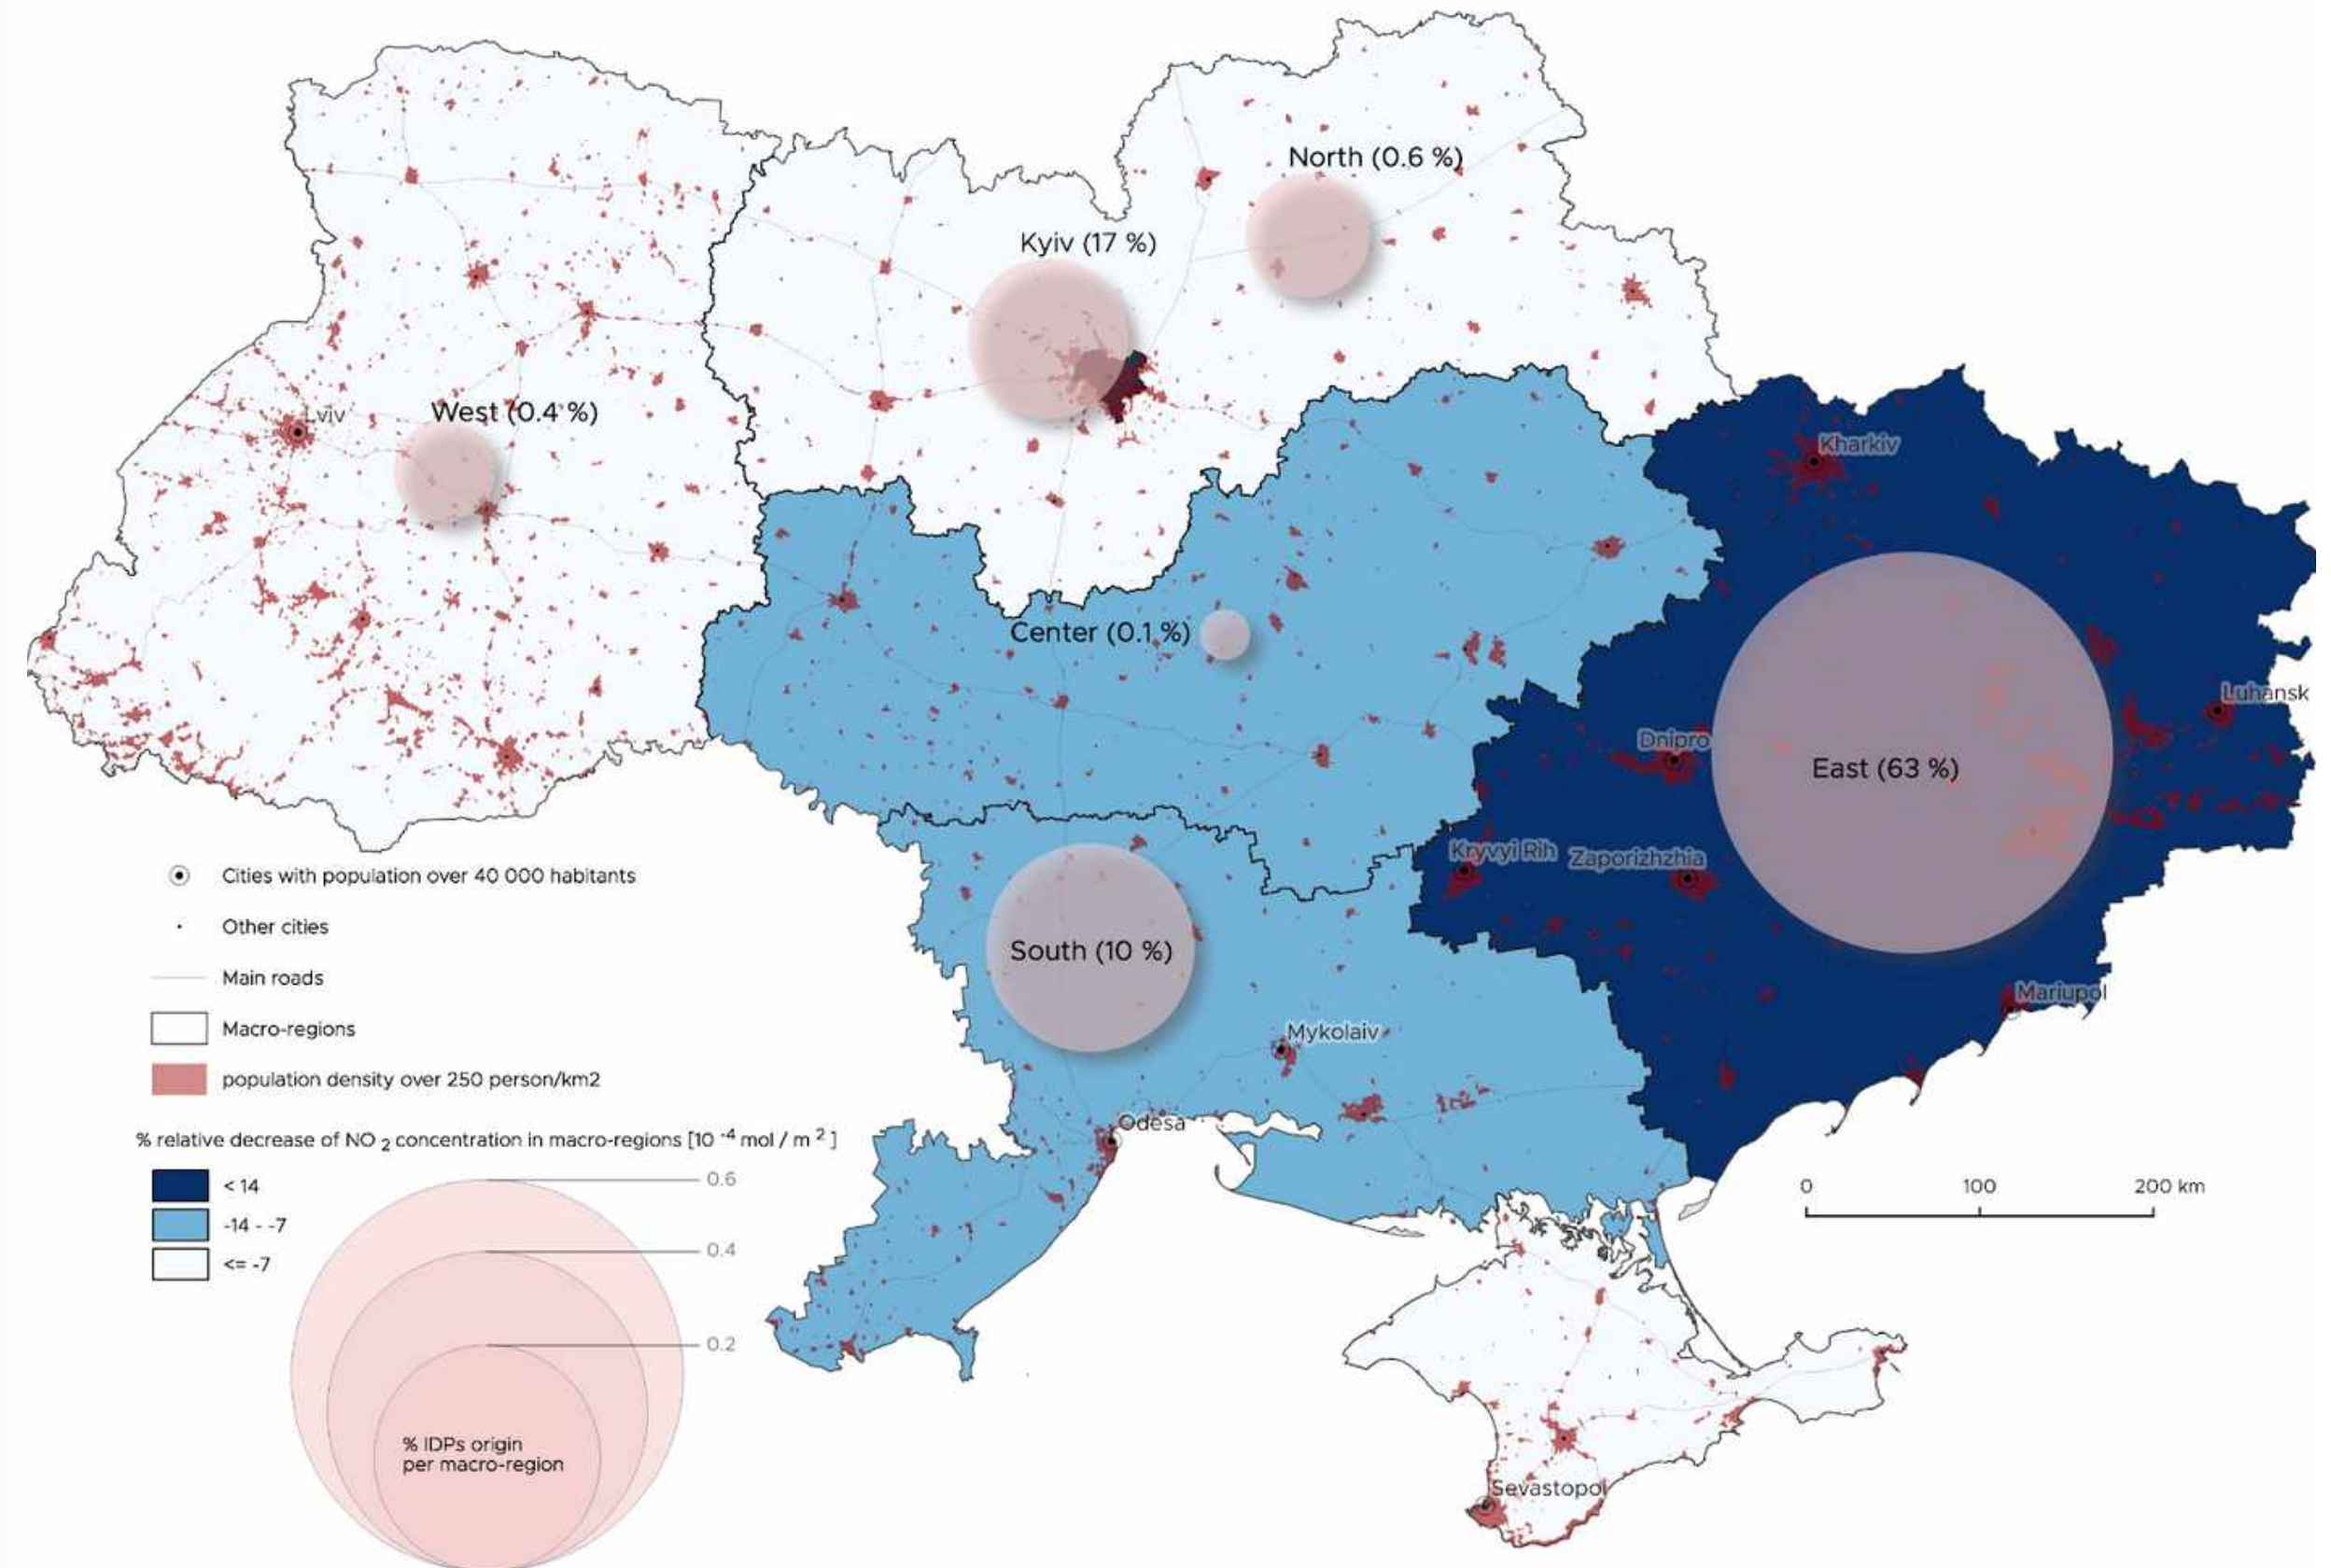 North (0.6 %)
Kyiv (17 %)
Lviv
West (0.4 %)
Kharkiv
Center (0.1 %)
Luhansk
Dnipro
East (63 %)
Kryvyi Rih
Zaporizhzhia
Cities with population over 40 000 habitants
Other cities
South (10 %)
Main roads
Mariupol
Macro-regions
Mykolaiv
population density over 250 person/km2
Odesa
% relative decrease of NO 2 concentration in macro-regions [10 -4 mol / m 2 ]
< 14
-14 - -7
<= -7
0.6
0.4
0.2
% IDPs origin
per macro-region
0 100 200 km
Sevastopol